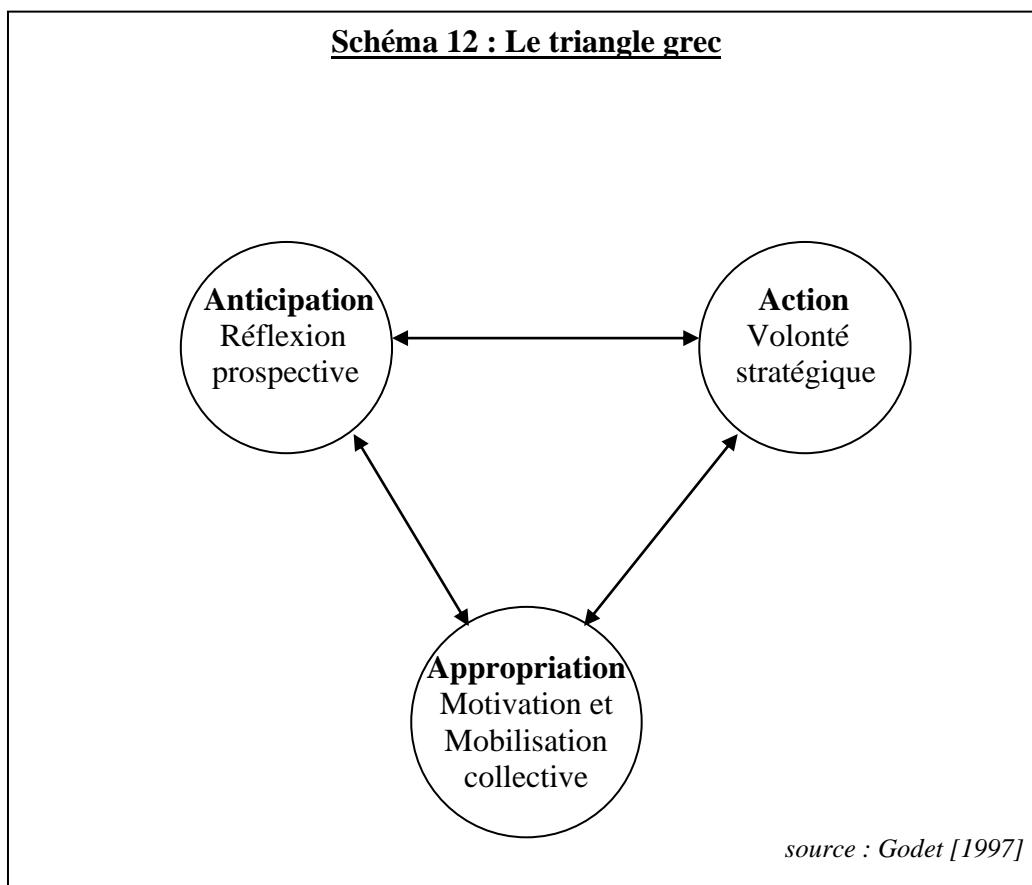 Schéma 12 : Le triangle grec
Anticipation
Réflexion
prospective
Action
Volonté
stratégique
Appropriation
Motivation et
Mobilisation
collective
source : Godet [1997]